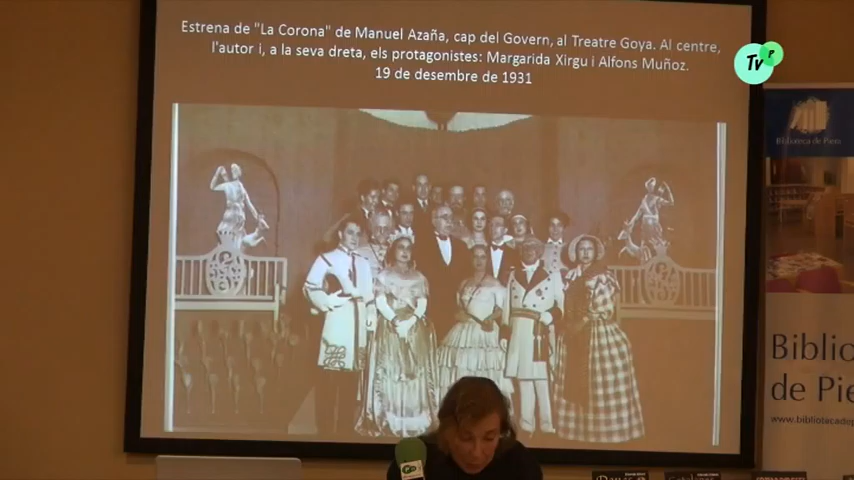 Estrena de "La Corona" de Manuel Azaña, cap del Govern, al Treatre Goya. Al centre,
l'autor i, a la seva dreta, els protagonistes: Margarida Xirgu i Alfons Muñoz.
19 de desembre de 1931
Tv P
Biblioteca de Piera
Biblio
de Pie
www.bibliotecadep